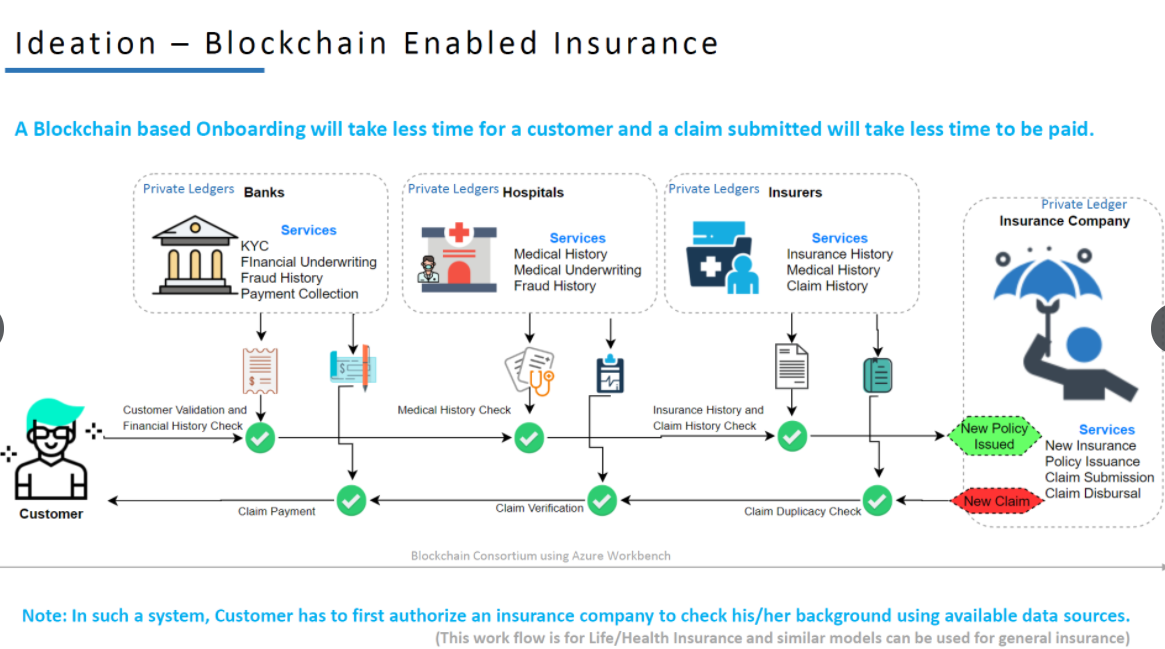 Ideation – Blockchain Enabled Insurance
A Blockchain based Onboarding will take less time for a customer and a claim submitted will take less time to be paid.
Private Ledgers Banks
Services
KYC
FInancial Underwriting
Fraud History
Payment Collection
Private Ledgers Hospitals
Services
Medical History
Medical Underwriting
Fraud History
Private Ledgers Insurers
Services
Insurance History
Medical History
Claim History
Private Ledger
Insurance Company
Customer Validation and
Financial History Check
Medical History Check
Insurance History and
Claim History Check
New Policy
Issued
Services
New Insurance
Policy Issuance
Claim Submission
Claim Disbursal
New Claim
Customer
Claim Payment
Claim Verification
Claim Duplicacy Check
Blockchain Consortium using Azure Workbench
Note: In such a system, Customer has to first authorize an insurance company to check his/her background using available data sources.
(This work flow is for Life/Health Insurance and similar models can be used for general insurance)